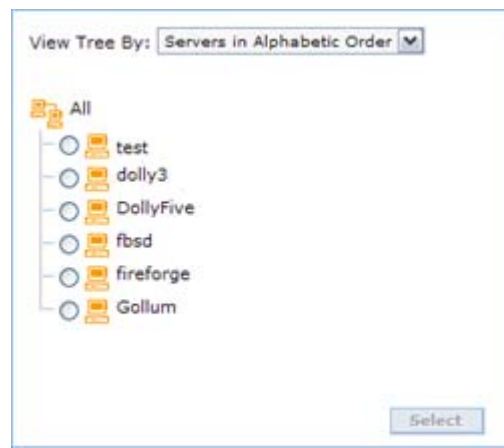 View Tree By: Servers in Alphabetic Order
All
test
dolly3
DollyFive
fbsd
fireforge
Gollum
Select